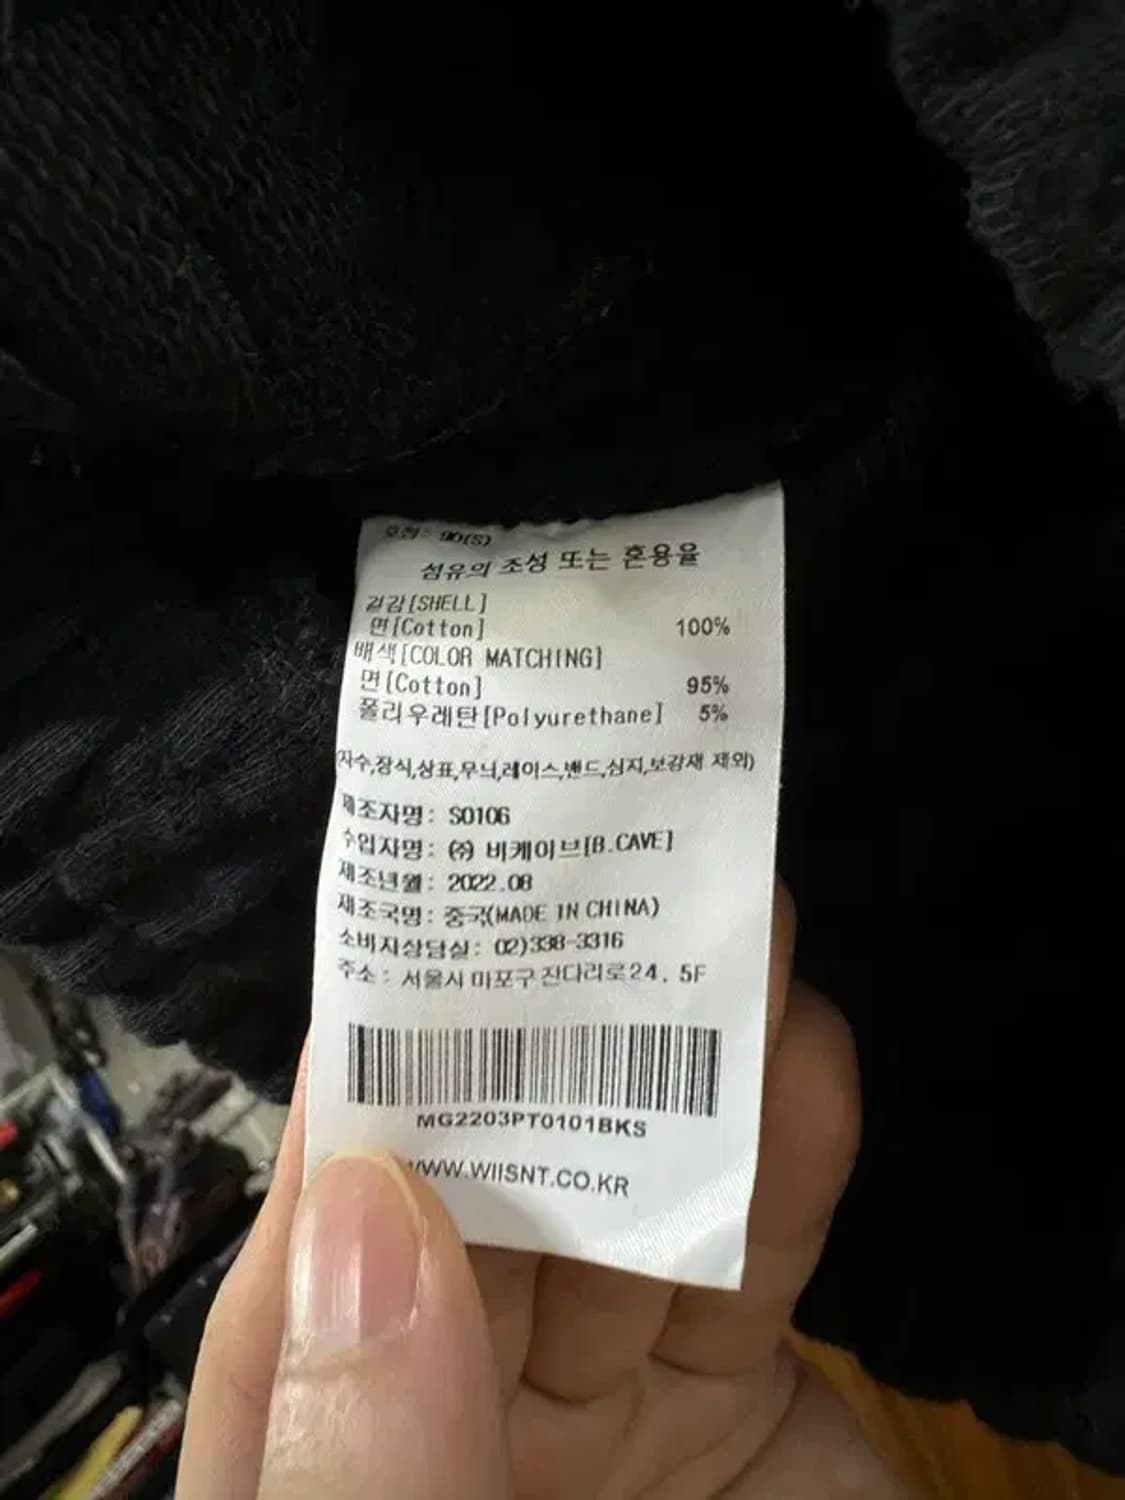 호칭: 90(S)
섬유의 조성 또는 혼용율
겉감[SHELL]
면[Cotton] 100%
배색[COLOR MATCHING]
면[Cotton] 95%
폴리우레탄[Polyurethane] 5%
(자수,장식,상표,무늬,레이스,밴드,심지,보강재 제외)
제조자명: S0106
수입자명: ㈜ 비케이브[B.CAVE]
제조년월: 2022.08
제조국명: 중국(MADE IN CHINA)
소비자상담실: 02)338-3316
주소: 서울시 마포구 잔다리로24, 5F
MG2203PT0101BKS
WWW.WIISNT.CO.KR